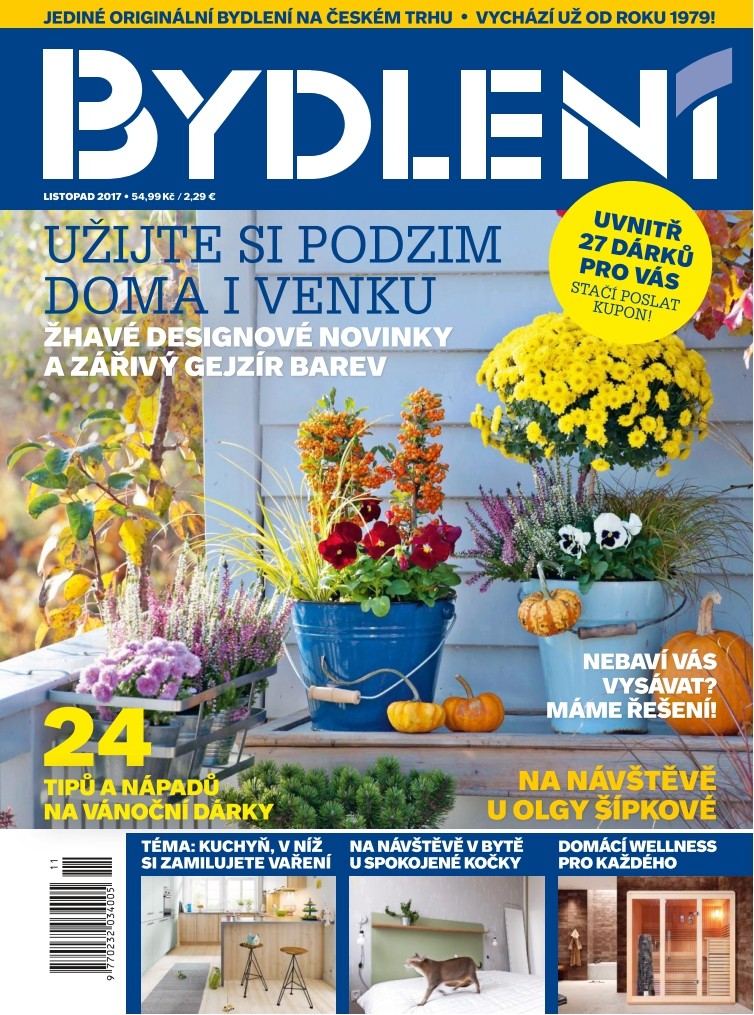 JEDINÉ ORIGINÁLNÍ BYDLENÍ NA ČESKÉM TRHU • VYCHÁZÍ UŽ OD ROKU 1979!
BYDLENÍ
LISTOPAD 2017 • 54,99 Kč / 2,29 €
UŽIJTE SI PODZIM
DOMA I VENKU
ŽHAVÉ DESIGNOVÉ NOVINKY
A ZÁŘIVÝ GEJZÍR BAREV
UVNITŘ
27 DÁRKŮ
PRO VÁS
STAČÍ POSLAT
KUPON!
NEBAVÍ VÁS
VYSÁVAT?
MÁME ŘEŠENÍ!
24
TIPŮ A NÁPADŮ
NA VÁNOČNÍ DÁRKY
NA NÁVŠTĚVĚ
U OLGY ŠÍPKOVÉ
TÉMA: KUCHYŇ, V NÍŽ
SI ZAMILUJETE VAŘENÍ
NA NÁVŠTĚVĚ V BYTĚ
U SPOKOJENÉ KOČKY
DOMÁCÍ WELLNESS
PRO KAŽDÉHO
11
9 770232 034005